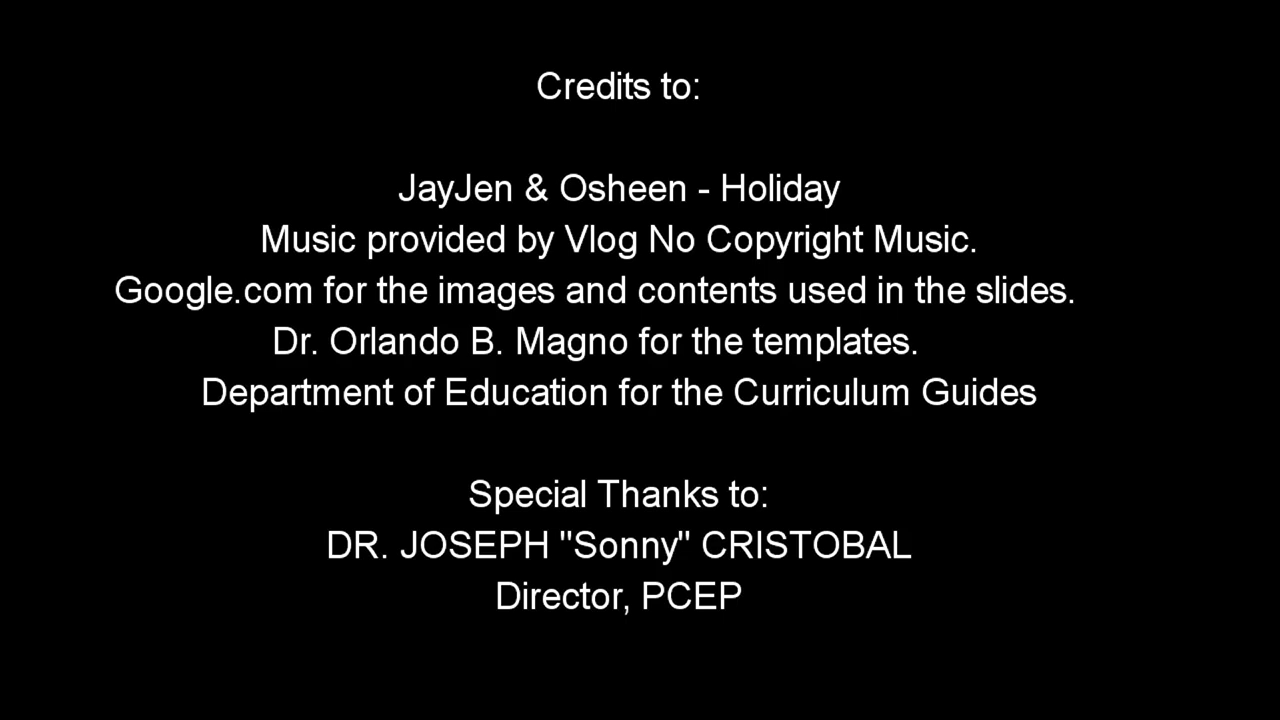 Credits to:
JayJen & Osheen - Holiday
Music provided by Vlog No Copyright Music.
Google.com for the images and contents used in the slides.
Dr. Orlando B. Magno for the templates.
Department of Education for the Curriculum Guides
Special Thanks to:
DR. JOSEPH "Sonny" CRISTOBAL
Director, PCEP